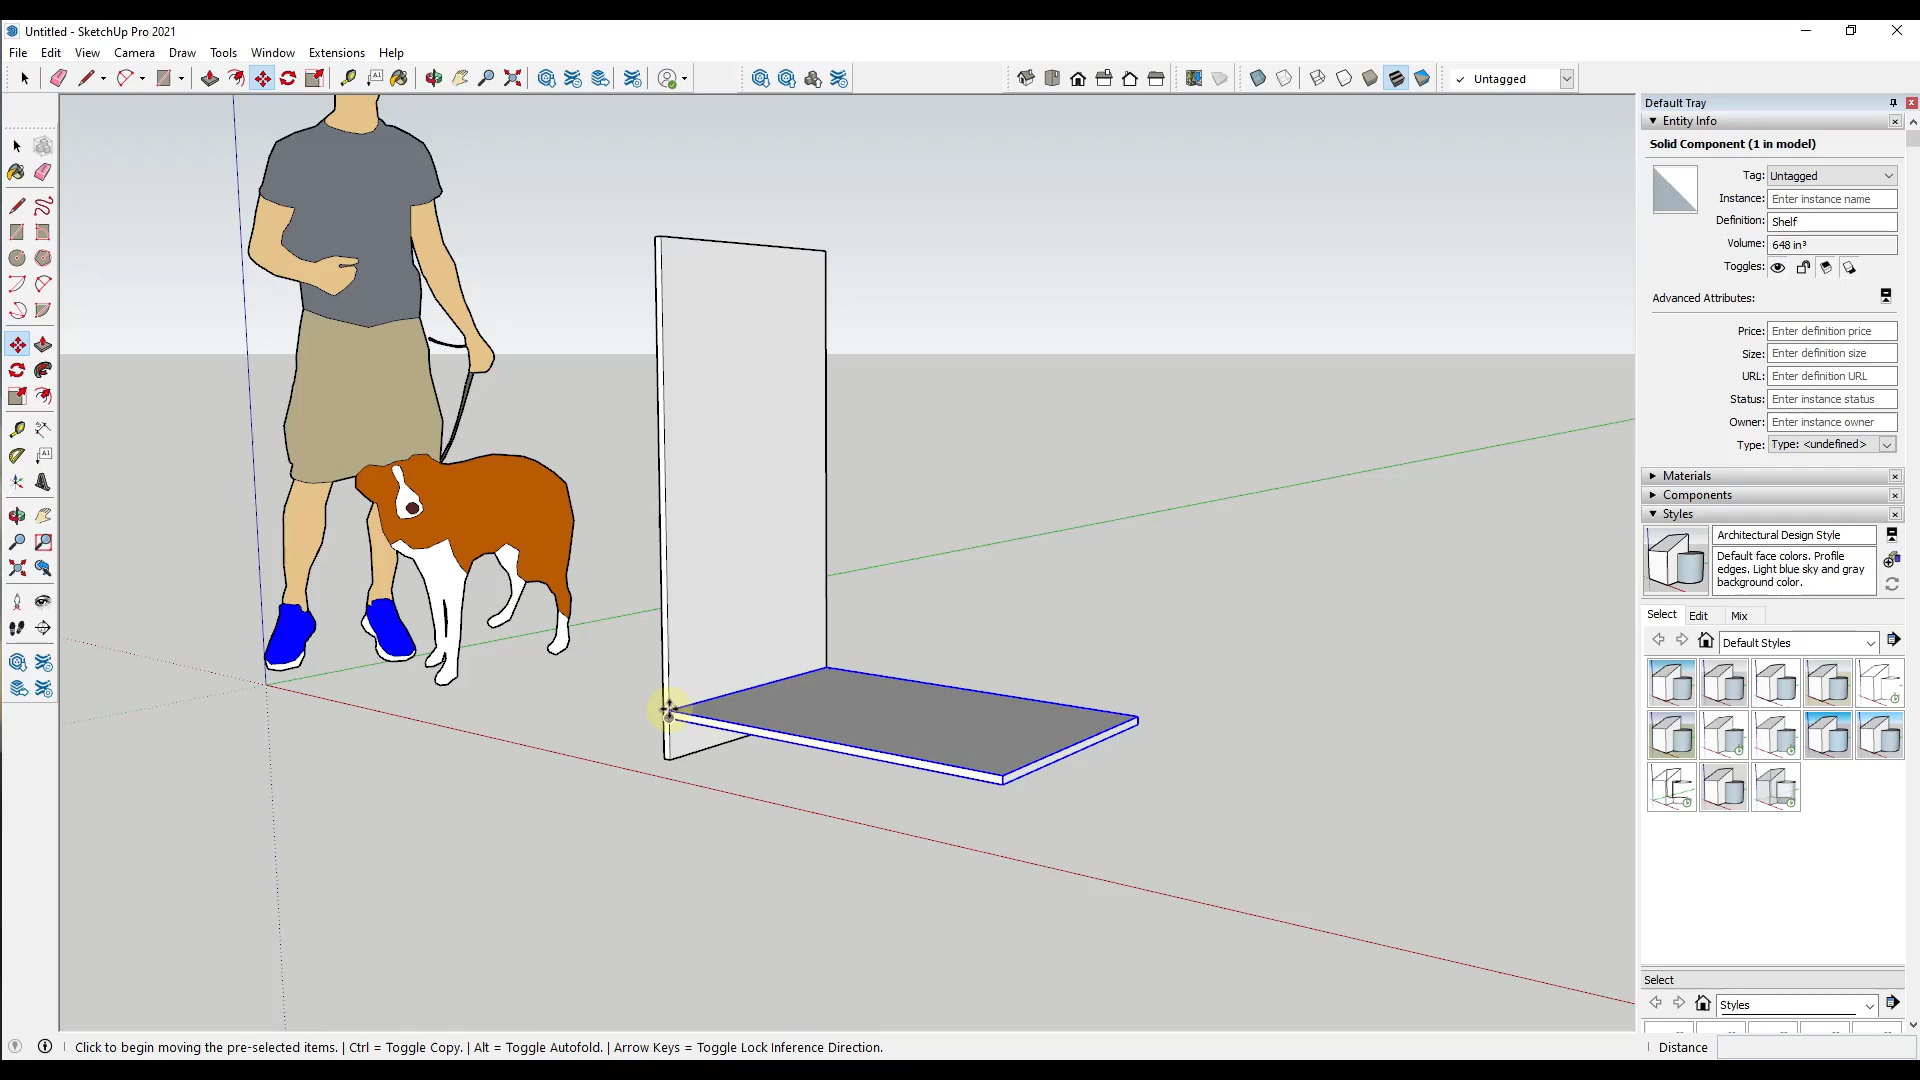 Untitled - SketchUp Pro 2021
File Edit View Camera Draw Tools Window Extensions Help
A1
✓ Untagged
Default Tray
Entity Info
Solid Component (1 in model)
Tag: Untagged
Instance: Enter instance name
Definition: Shelf
Volume: 648 in³
Toggles:
Advanced Attributes:
Price: Enter definition price
Size: Enter definition size
URL: Enter definition URL
Status: Enter instance status
Owner: Enter instance owner
Type: Type: <undefined>
A1
Materials
Components
Styles
Architectural Design Style
Default face colors. Profile
edges. Light blue sky and gray
background color.
Select Edit Mix
Default Styles
Select
Styles
Click to begin moving the pre-selected items. | Ctrl = Toggle Copy. | Alt = Toggle Autofold. | Arrow Keys = Toggle Lock Inference Direction.
Distance